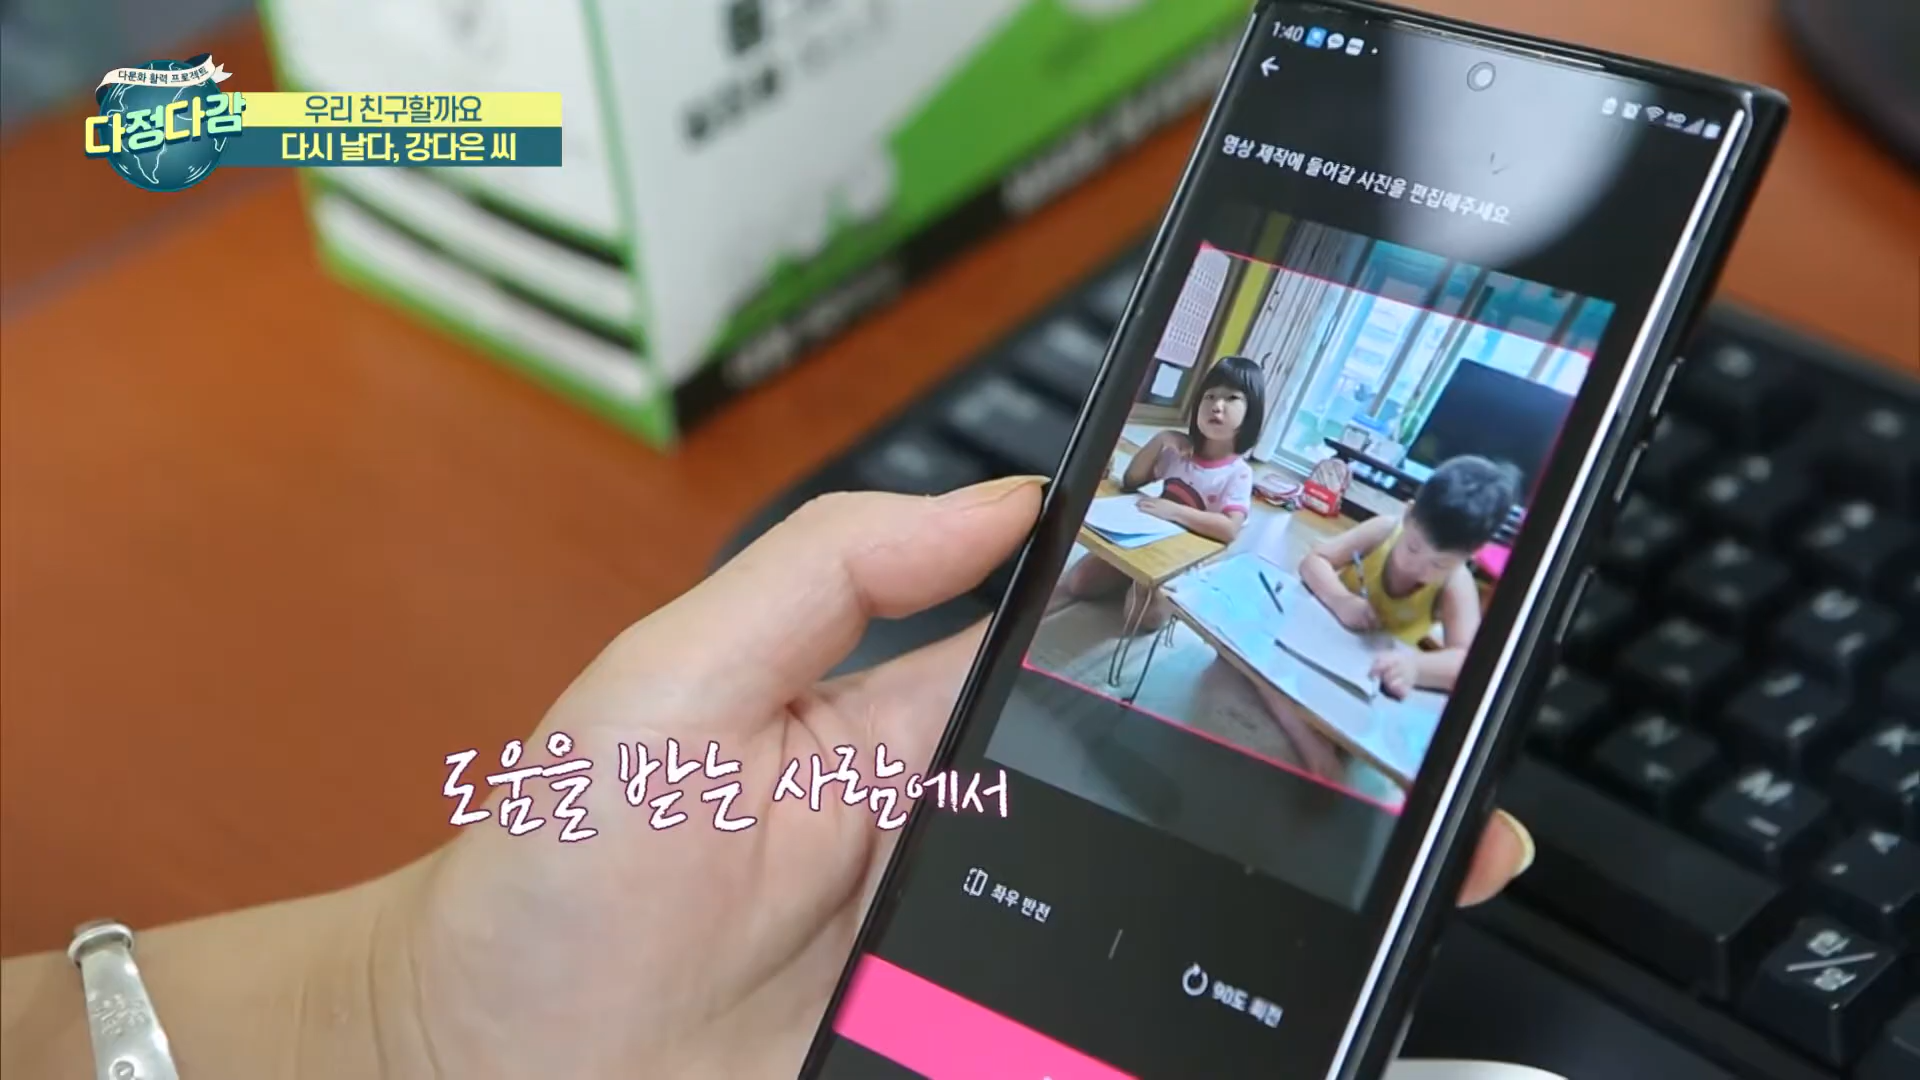 다문화 활력 프로젝트
다정다감
우리 친구할까요
다시 날다, 강다은 씨
1:40
영상 제작에 들어갈 사진을 편집해주세요
도움을 받는 사람에서
좌우 반전
90도 회전
N
M
한/영